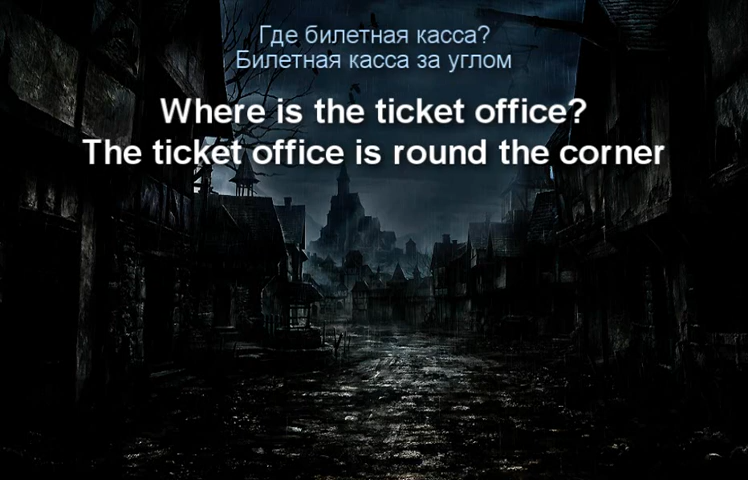 Где билетная касса?
Билетная касса за углом
Where is the ticket office?
The ticket office is round the corner